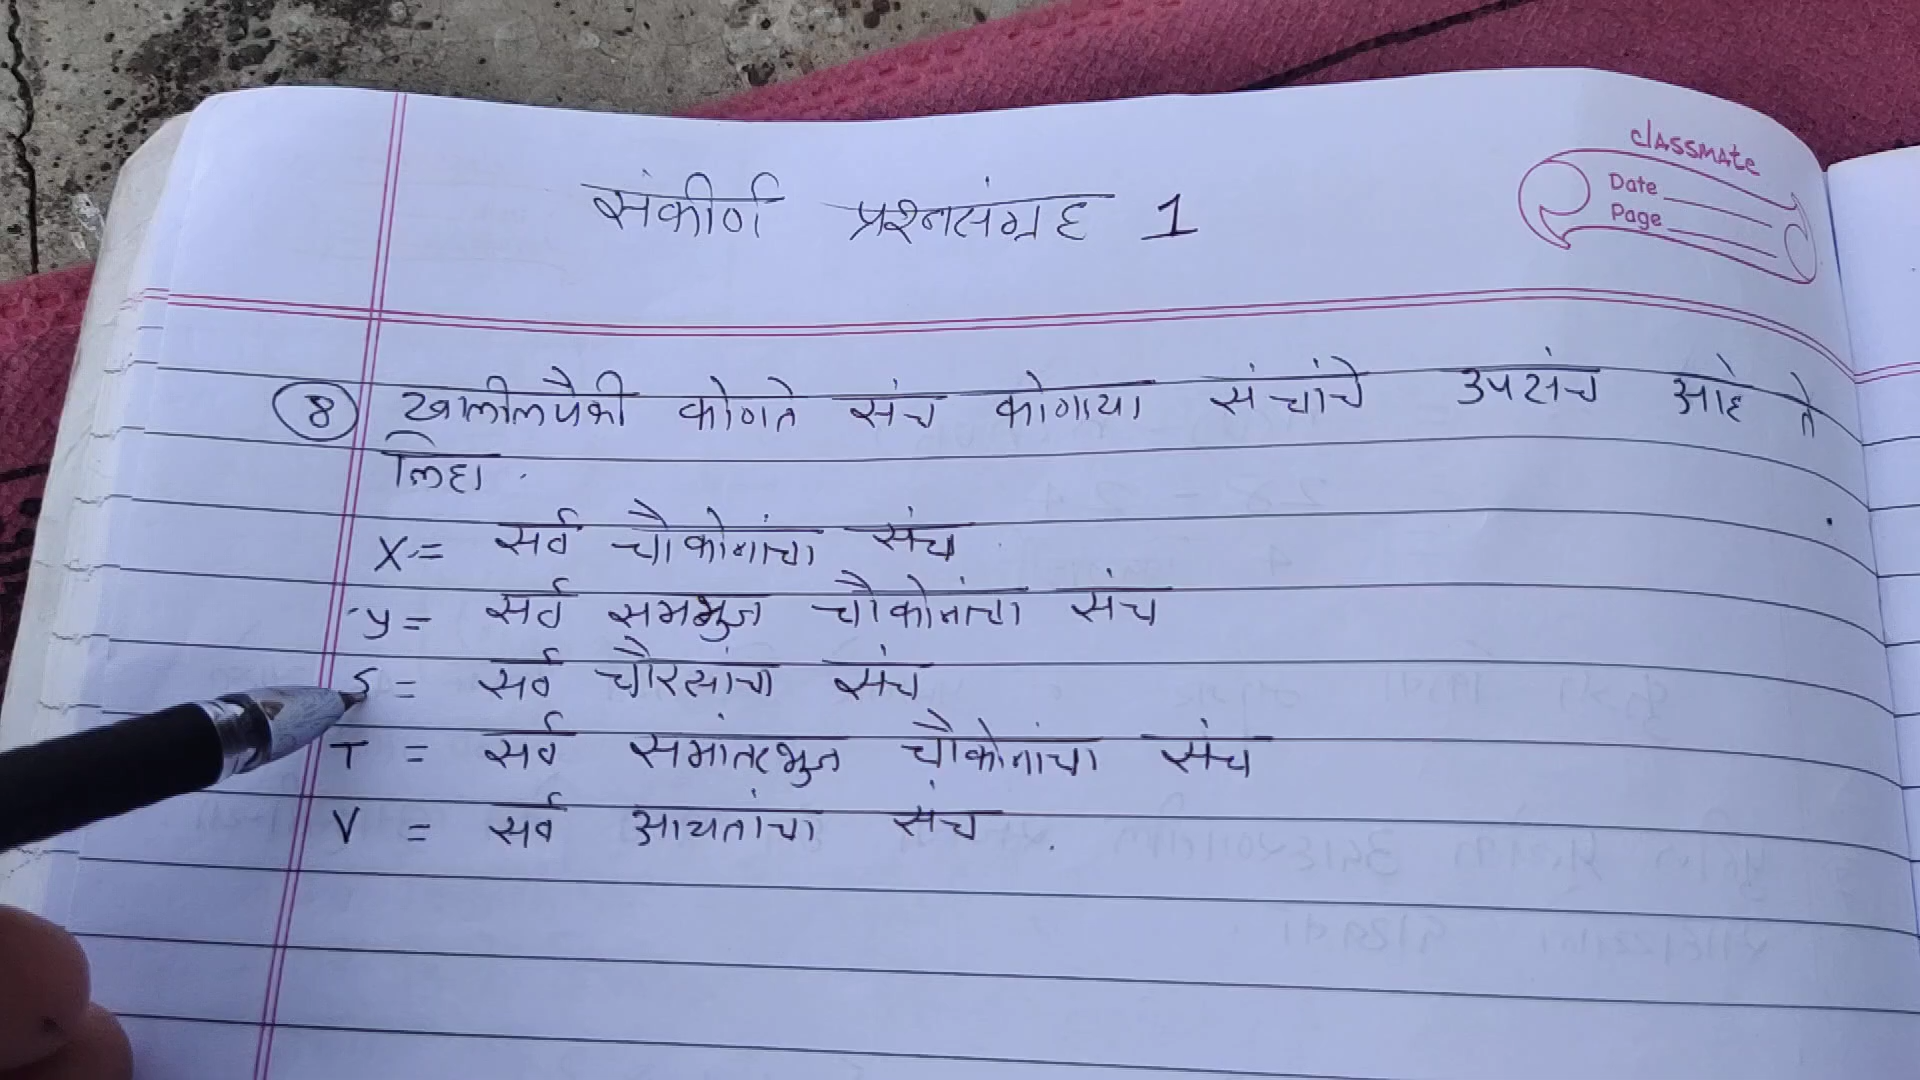 classmate
Date
Page
संकीर्ण प्रश्नसंग्रह 1
8 खालीलपैकी कोणते संच कोणत्या संचांचे उपसंच आहे ते
लिहा.
X = सर्व चौकोनांचा संच
y = सर्व समभुज चौकोनांचा संच
S = सर्व चौरसांचा संच
T = सर्व समांतरभुज चौकोनांचा संच
V = सर्व आयतांचा संच.